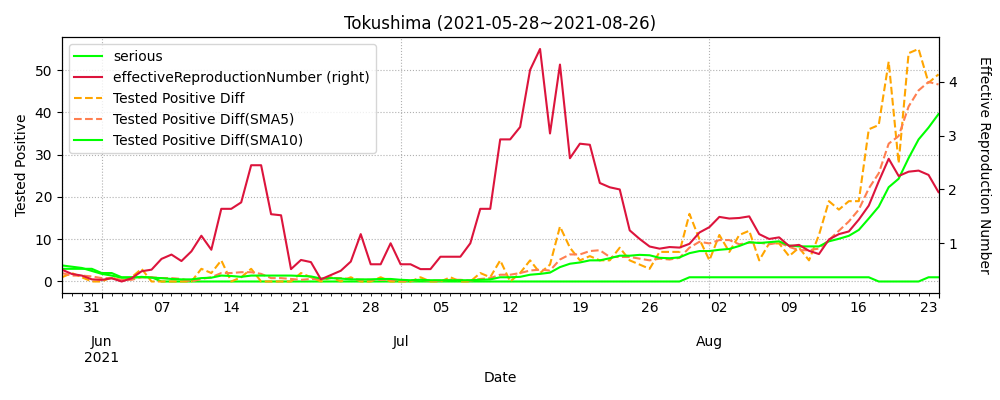 Tokushima (2021-05-28~2021-08-26)
serious
effectiveReproductionNumber (right)
Tested Positive Diff
Tested Positive Diff(SMA5)
Tested Positive Diff(SMA10)
Tested Positive
50
40
30
20
10
0
4
3
2
1
Effective Reproduction Number
31 07 14 21 28 05 12 19 26 02 09 16 23
Jun Jul Aug
2021
Date